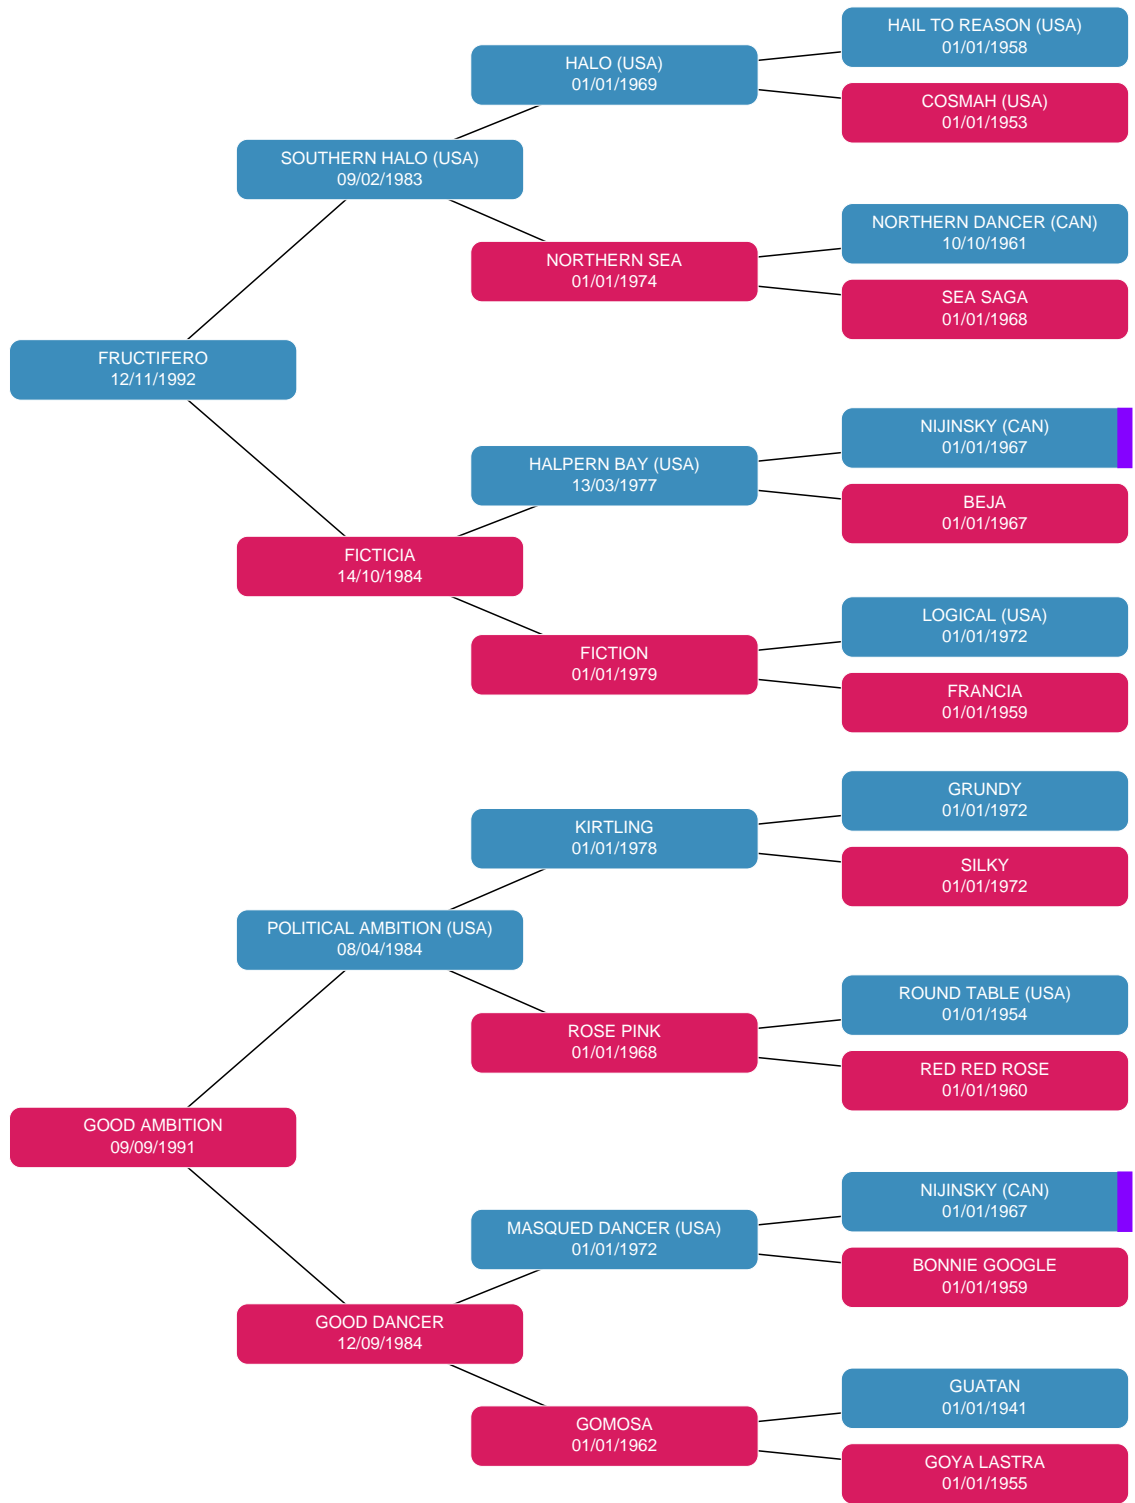 HAIL TO REASON (USA)
01/01/1958
HALO (USA)
01/01/1969
COSMAH (USA)
01/01/1953
SOUTHERN HALO (USA)
09/02/1983
NORTHERN DANCER (CAN)
10/10/1961
NORTHERN SEA
01/01/1974
SEA SAGA
01/01/1968
FRUCTIFERO
12/11/1992
NIJINSKY (CAN)
01/01/1967
HALPERN BAY (USA)
13/03/1977
BEJA
01/01/1967
FICTICIA
14/10/1984
LOGICAL (USA)
01/01/1972
FICTION
01/01/1979
FRANCIA
01/01/1959
GRUNDY
01/01/1972
KIRTLING
01/01/1978
SILKY
01/01/1972
POLITICAL AMBITION (USA)
08/04/1984
ROUND TABLE (USA)
01/01/1954
ROSE PINK
01/01/1968
RED RED ROSE
01/01/1960
GOOD AMBITION
09/09/1991
NIJINSKY (CAN)
01/01/1967
MASQUED DANCER (USA)
01/01/1972
BONNIE GOOGLE
01/01/1959
GOOD DANCER
12/09/1984
GUATAN
01/01/1941
GOMOSA
01/01/1962
GOYA LASTRA
01/01/1955